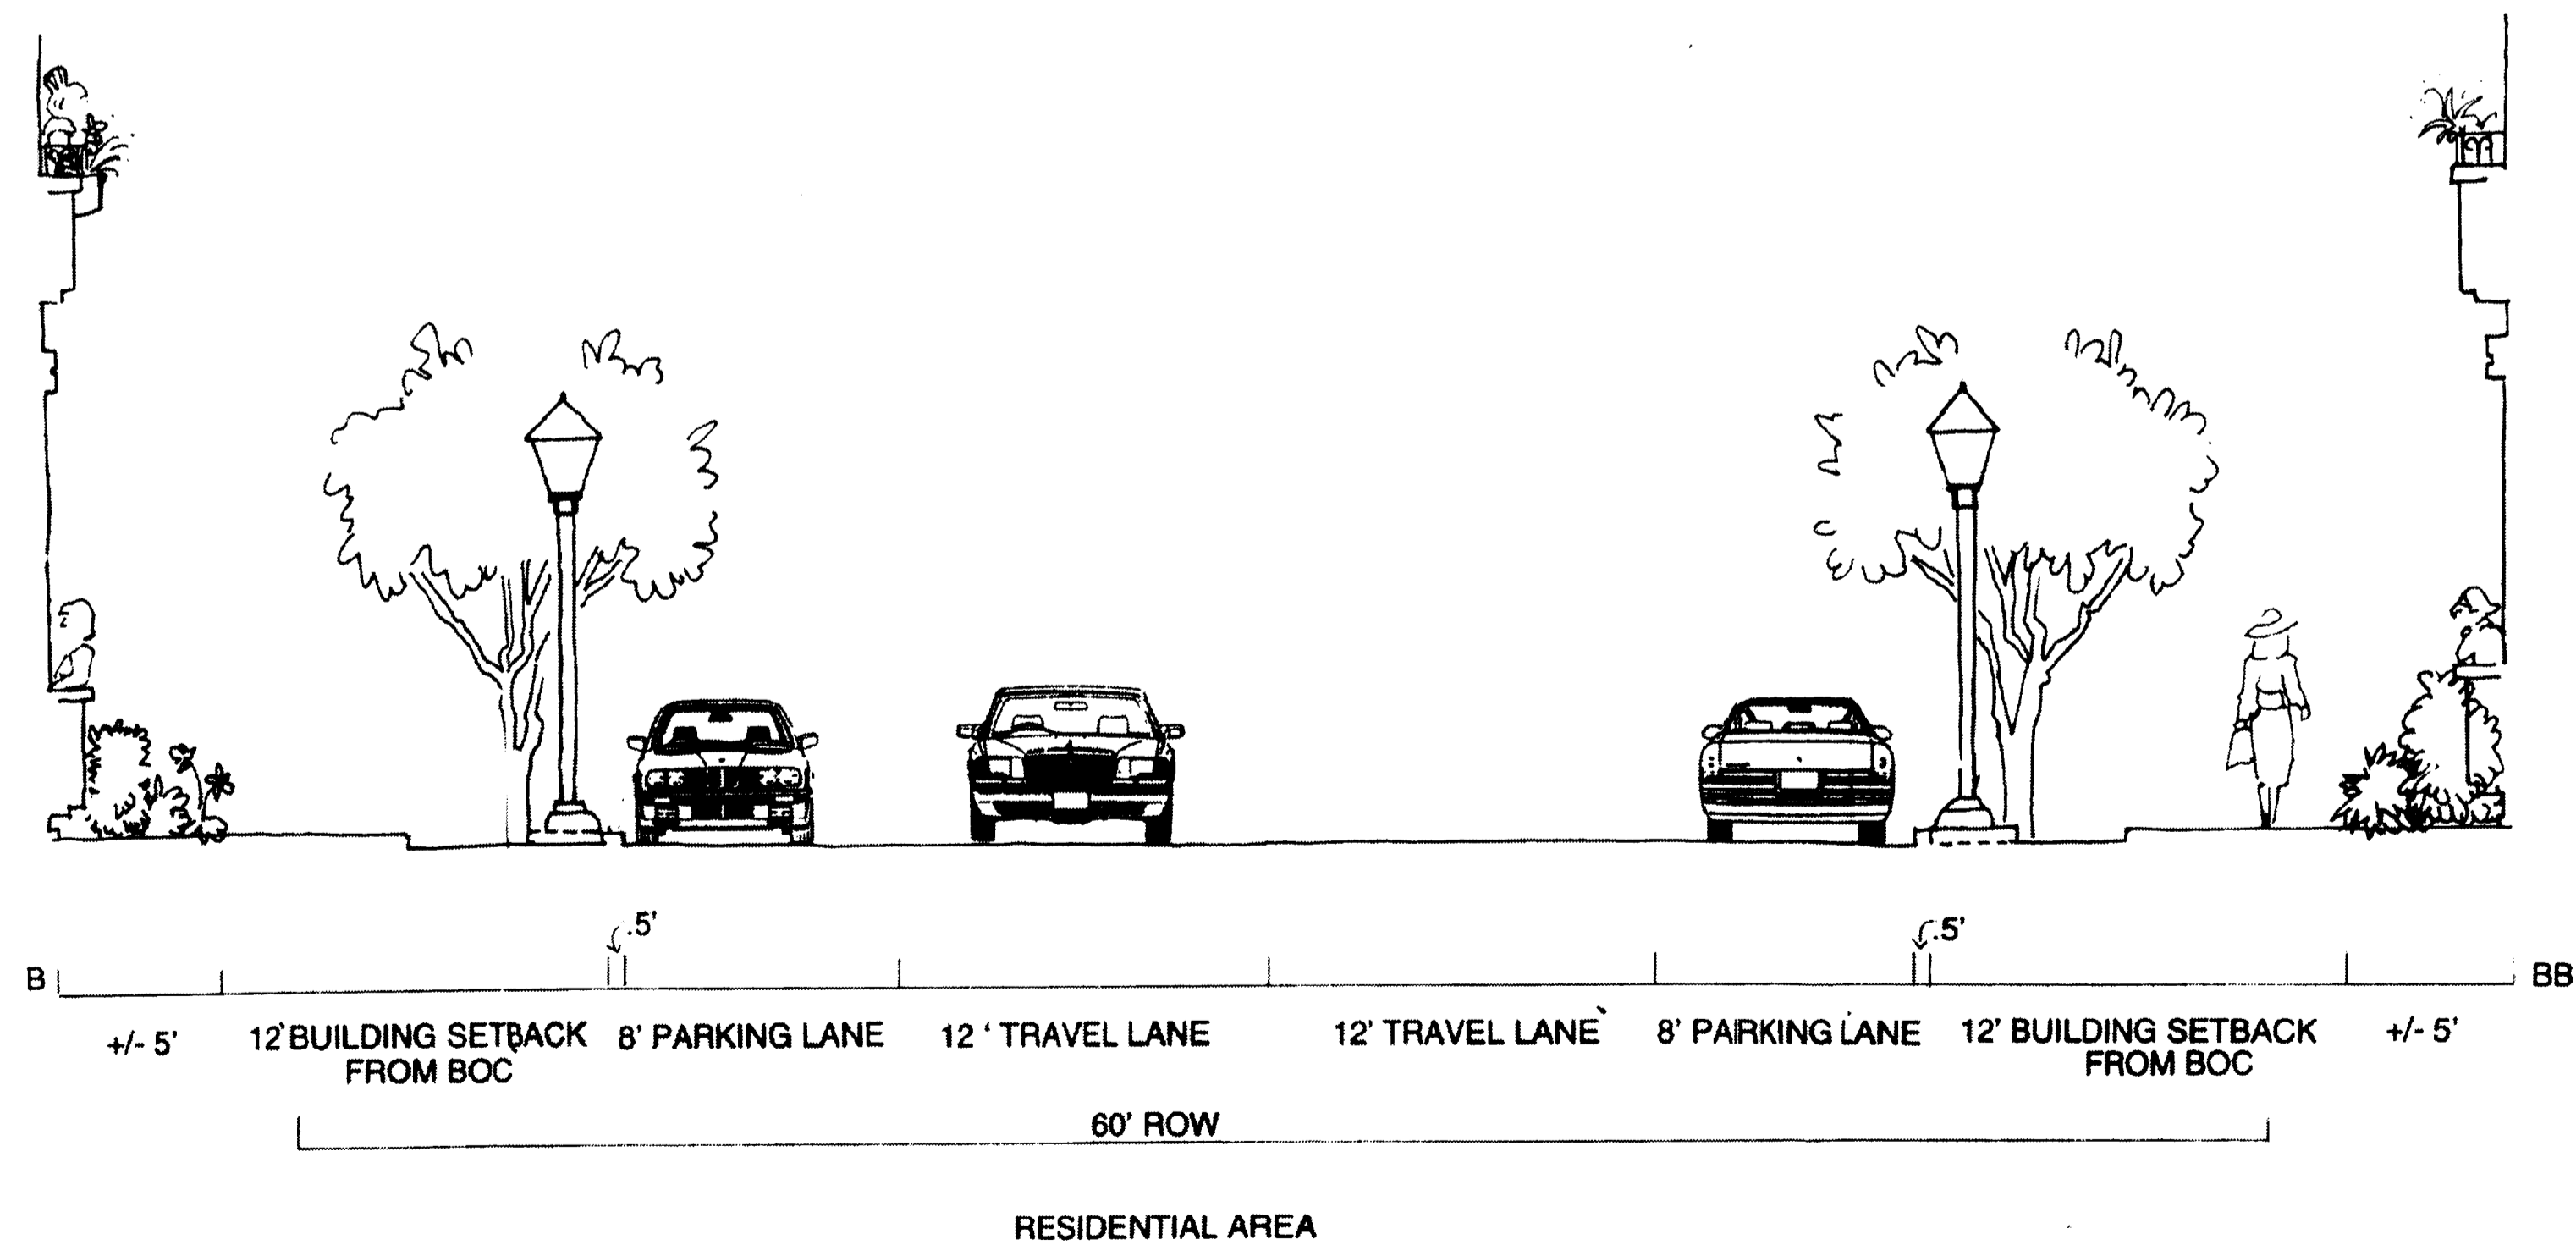 .5' .5'
B BB
+/- 5' 12' BUILDING SETBACK 8' PARKING LANE 12' TRAVEL LANE 12' TRAVEL LANE 8' PARKING LANE 12' BUILDING SETBACK +/- 5'
FROM BOC FROM BOC
60' ROW
RESIDENTIAL AREA